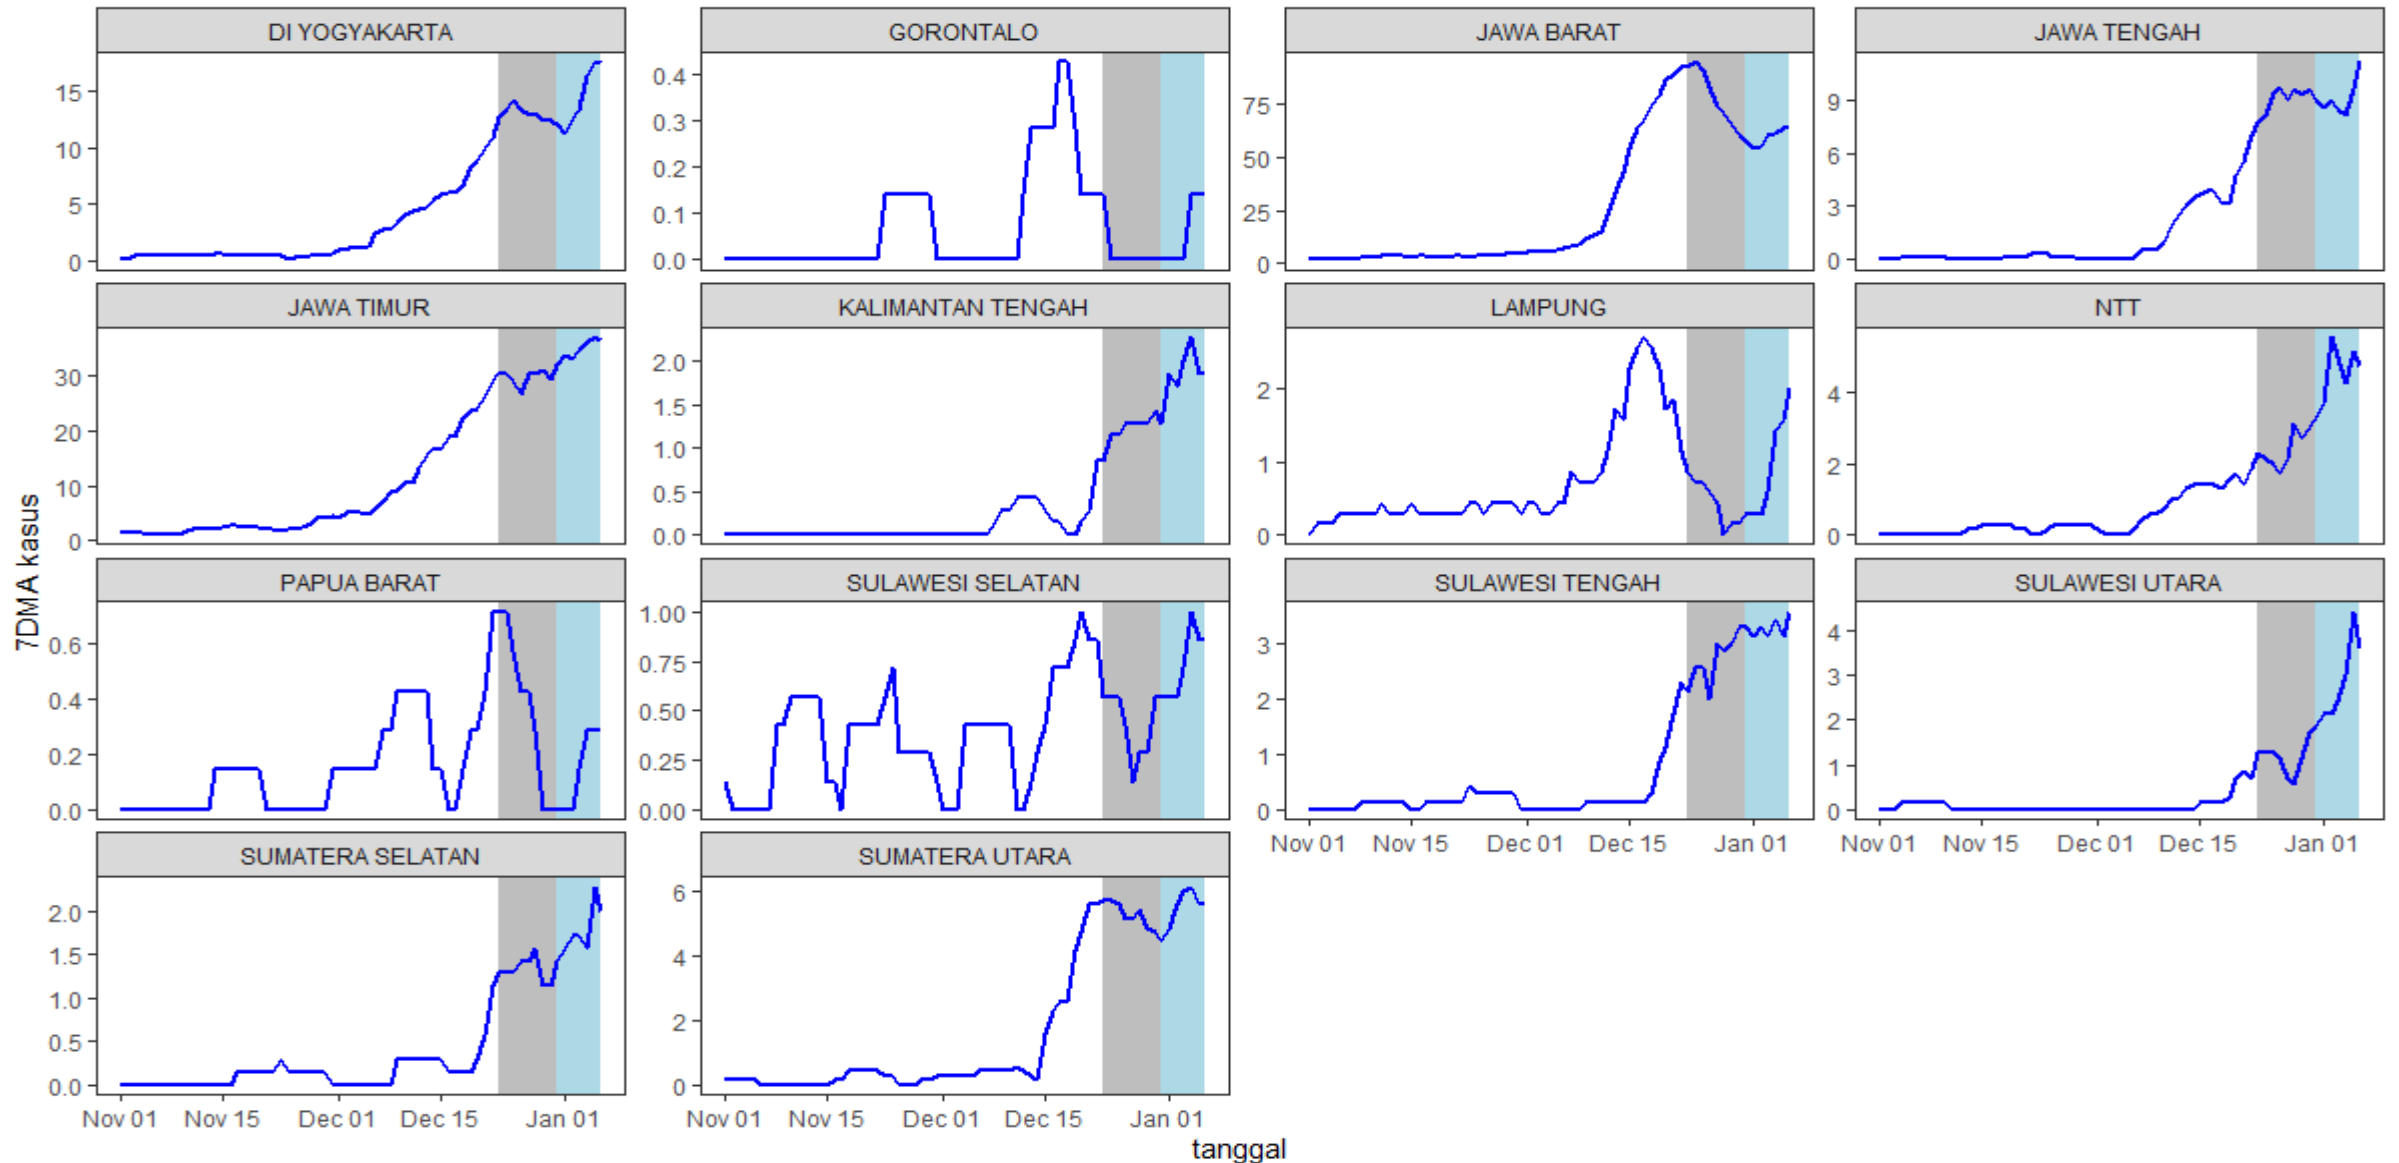 DI YOGYAKARTA
GORONTALO
JAWA BARAT
JAWA TENGAH
15
10
5
0
0.4
0.3
0.2
0.1
0.0
75
50
25
0
9
6
3
0
JAWA TIMUR
KALIMANTAN TENGAH
LAMPUNG
NTT
30
20
10
0
2.0
1.5
1.0
0.5
0.0
2
1
0
4
2
0
7DMA kasus
PAPUA BARAT
SULAWESI SELATAN
SULAWESI TENGAH
SULAWESI UTARA
0.6
0.4
0.2
0.0
1.00
0.75
0.50
0.25
0.00
3
2
1
0
4
3
2
1
0
Nov 01 Nov 15 Dec 01 Dec 15 Jan 01
Nov 01 Nov 15 Dec 01 Dec 15 Jan 01
SUMATERA SELATAN
SUMATERA UTARA
2.0
1.5
1.0
0.5
0.0
6
4
2
0
Nov 01 Nov 15 Dec 01 Dec 15 Jan 01
Nov 01 Nov 15 Dec 01 Dec 15 Jan 01
tanggal